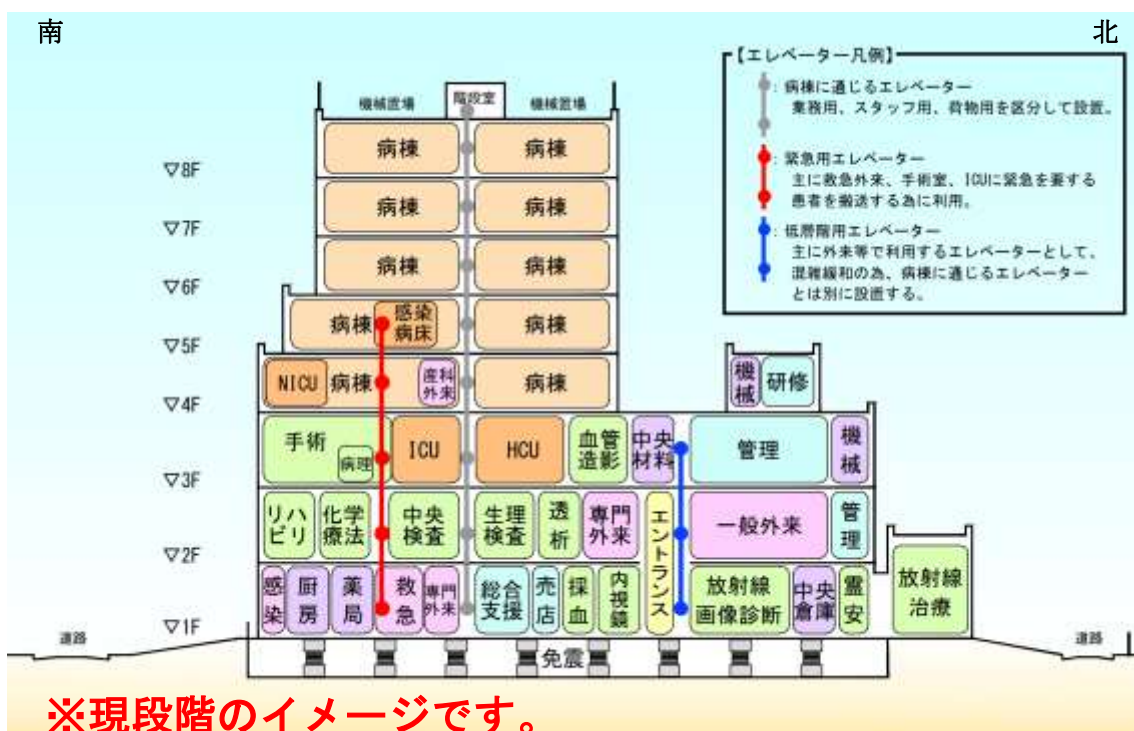 南
北
【エレベーター凡例】
: 病棟に通じるエレベーター
業務用、スタッフ用、荷物用を区分して設置。
: 緊急用エレベーター
主に救急外来、手術室、ICUに緊急を要する
患者を搬送する為に利用。
: 低層階用エレベーター
主に外来等で利用するエレベーターとして、
混雑緩和の為、病棟に通じるエレベーター
とは別に設置する。
機械置場
階段室
機械置場
▽8F
病棟
病棟
▽7F
病棟
病棟
▽6F
病棟
病棟
▽5F
病棟
感染
病床
病棟
▽4F
NICU
病棟
産科
外来
病棟
機械
研修
▽3F
手術
病理
ICU
HCU
血管
造影
中央
材料
管理
機械
▽2F
リハ
ビリ
化学
療法
中央
検査
生理
検査
透析
専門
外来
エントランス
一般外来
管理
▽1F
感染
厨房
薬局
救急
専門
外来
総合
支援
売店
採血
内視鏡
放射線
画像診断
中央
倉庫
霊安
放射線
治療
道路
免震
道路
※現段階のイメージです。